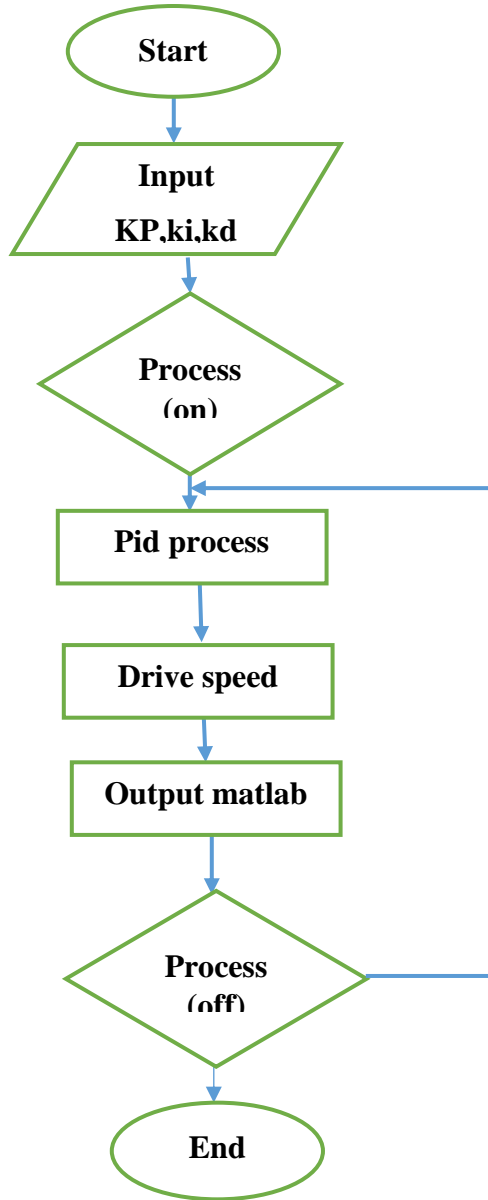 Start
Input
KP,ki,kd
Process
(on)
Pid process
Drive speed
Output matlab
Process
(off)
End